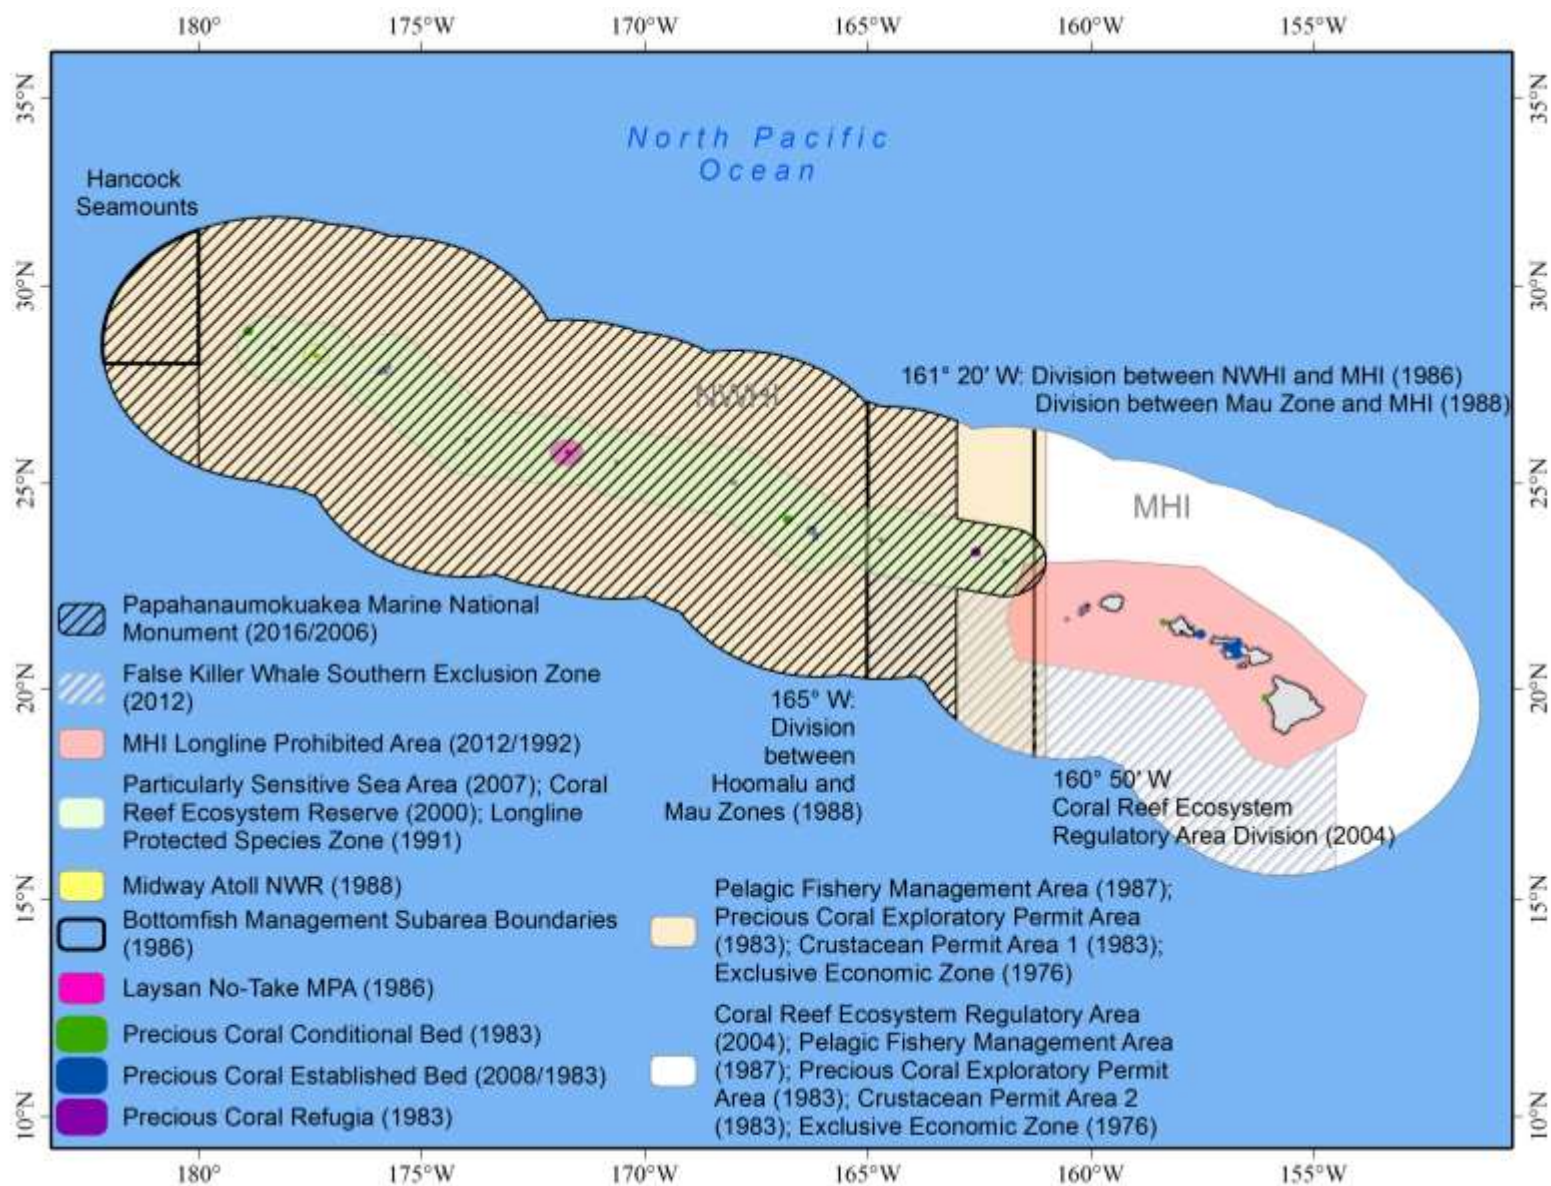 180°
175°W
170°W
165°W
160°W
155°W
35°N
35°N
North Pacific
Ocean
Hancock
Seamounts
30°N
30°N
161° 20' W: Division between NWHI and MHI (1986)
Division between Mau Zone and MHI (1988)
NWHI
25°N
25°N
MHI
20°N
20°N
165° W:
Division
between
Hoomalu and
Mau Zones (1988)
160° 50' W
Coral Reef Ecosystem
Regulatory Area Division (2004)
15°N
15°N
10°N
10°N
Papahanaumokuakea Marine National
Monument (2016/2006)
False Killer Whale Southern Exclusion Zone
(2012)
MHI Longline Prohibited Area (2012/1992)
Particularly Sensitive Sea Area (2007); Coral
Reef Ecosystem Reserve (2000); Longline
Protected Species Zone (1991)
Midway Atoll NWR (1988)
Bottomfish Management Subarea Boundaries
(1986)
Laysan No-Take MPA (1986)
Precious Coral Conditional Bed (1983)
Precious Coral Established Bed (2008/1983)
Precious Coral Refugia (1983)
Pelagic Fishery Management Area (1987);
Precious Coral Exploratory Permit Area
(1983); Crustacean Permit Area 1 (1983);
Exclusive Economic Zone (1976)
Coral Reef Ecosystem Regulatory Area
(2004); Pelagic Fishery Management Area
(1987); Precious Coral Exploratory Permit
Area (1983); Crustacean Permit Area 2
(1983); Exclusive Economic Zone (1976)
180°
175°W
170°W
165°W
160°W
155°W